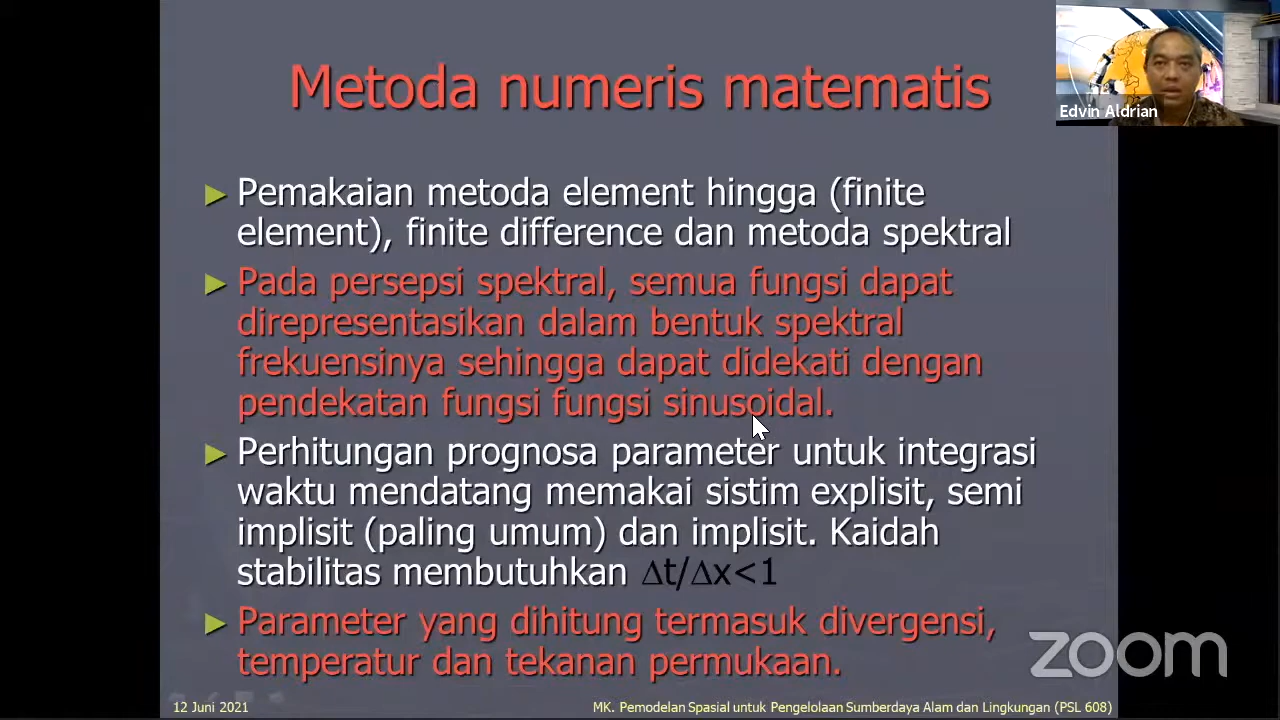 Metoda numeris matematis
Edvin Aldrian
► Pemakaian metoda element hingga (finite
element), finite difference dan metoda spektral
► Pada persepsi spektral, semua fungsi dapat
direpresentasikan dalam bentuk spektral
frekuensinya sehingga dapat didekati dengan
pendekatan fungsi fungsi sinusoidal.
► Perhitungan prognosa parameter untuk integrasi
waktu mendatang memakai sistim explisit, semi
implisit (paling umum) dan implisit. Kaidah
stabilitas membutuhkan Δt/Δx<1
► Parameter yang dihitung termasuk divergensi,
temperatur dan tekanan permukaan.
zoom
12 Juni 2021
MK. Pemodelan Spasial untuk Pengelolaan Sumberdaya Alam dan Lingkungan (PSL 608)